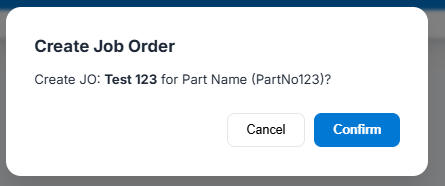 Create Job Order
Create JO: Test 123 for Part Name (PartNo123)?
Cancel
Confirm